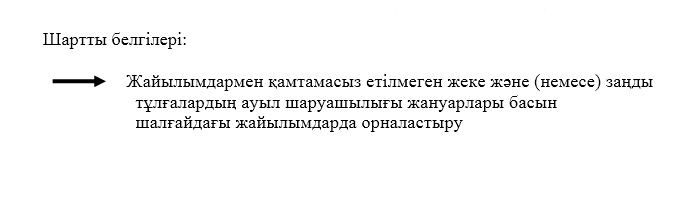 Шартты белгілері:
Жайылымдармен қамтамасыз етілмеген жеке және (немесе) заңды
тұлғалардың ауыл шаруашылығы жануарлары басын
шалғайдағы жайылымдарда орналастыру